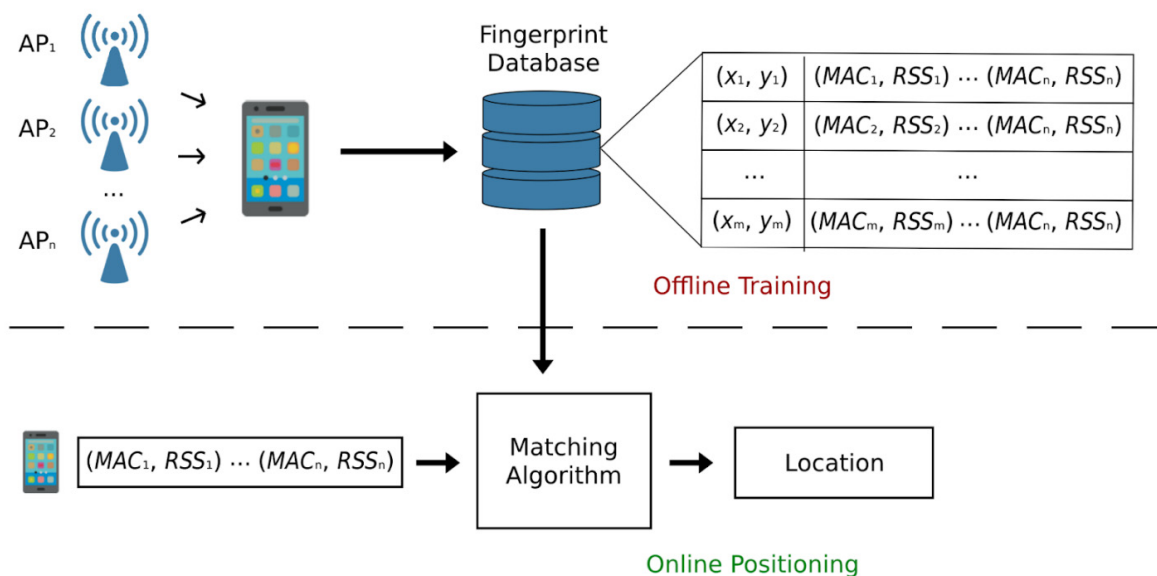 AP₁
AP₂
...
APₙ
Fingerprint
Database
(x₁, y₁) (MAC₁, RSS₁) ⋯ (MACₙ, RSSₙ)
(x₂, y₂) (MAC₂, RSS₂) ⋯ (MACₙ, RSSₙ)
... ...
(xₘ, yₘ) (MACₘ, RSSₘ) ⋯ (MACₙ, RSSₙ)
Offline Training
(MAC₁, RSS₁) ⋯ (MACₙ, RSSₙ)
Matching
Algorithm
Location
Online Positioning